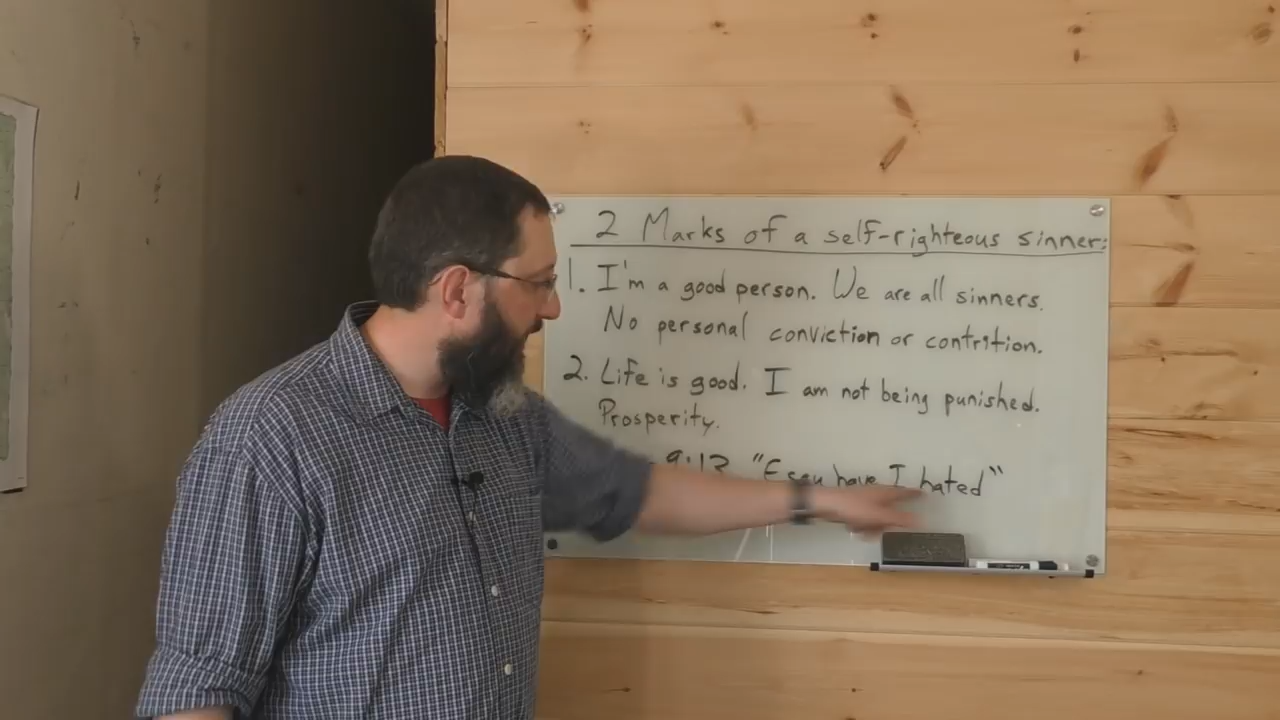 2 Marks of a self-righteous sinner:
1. I'm a good person. We are all sinners.
No personal conviction or contrition.
2. Life is good. I am not being punished.
Prosperity.
9:13 "Esau have I hated"